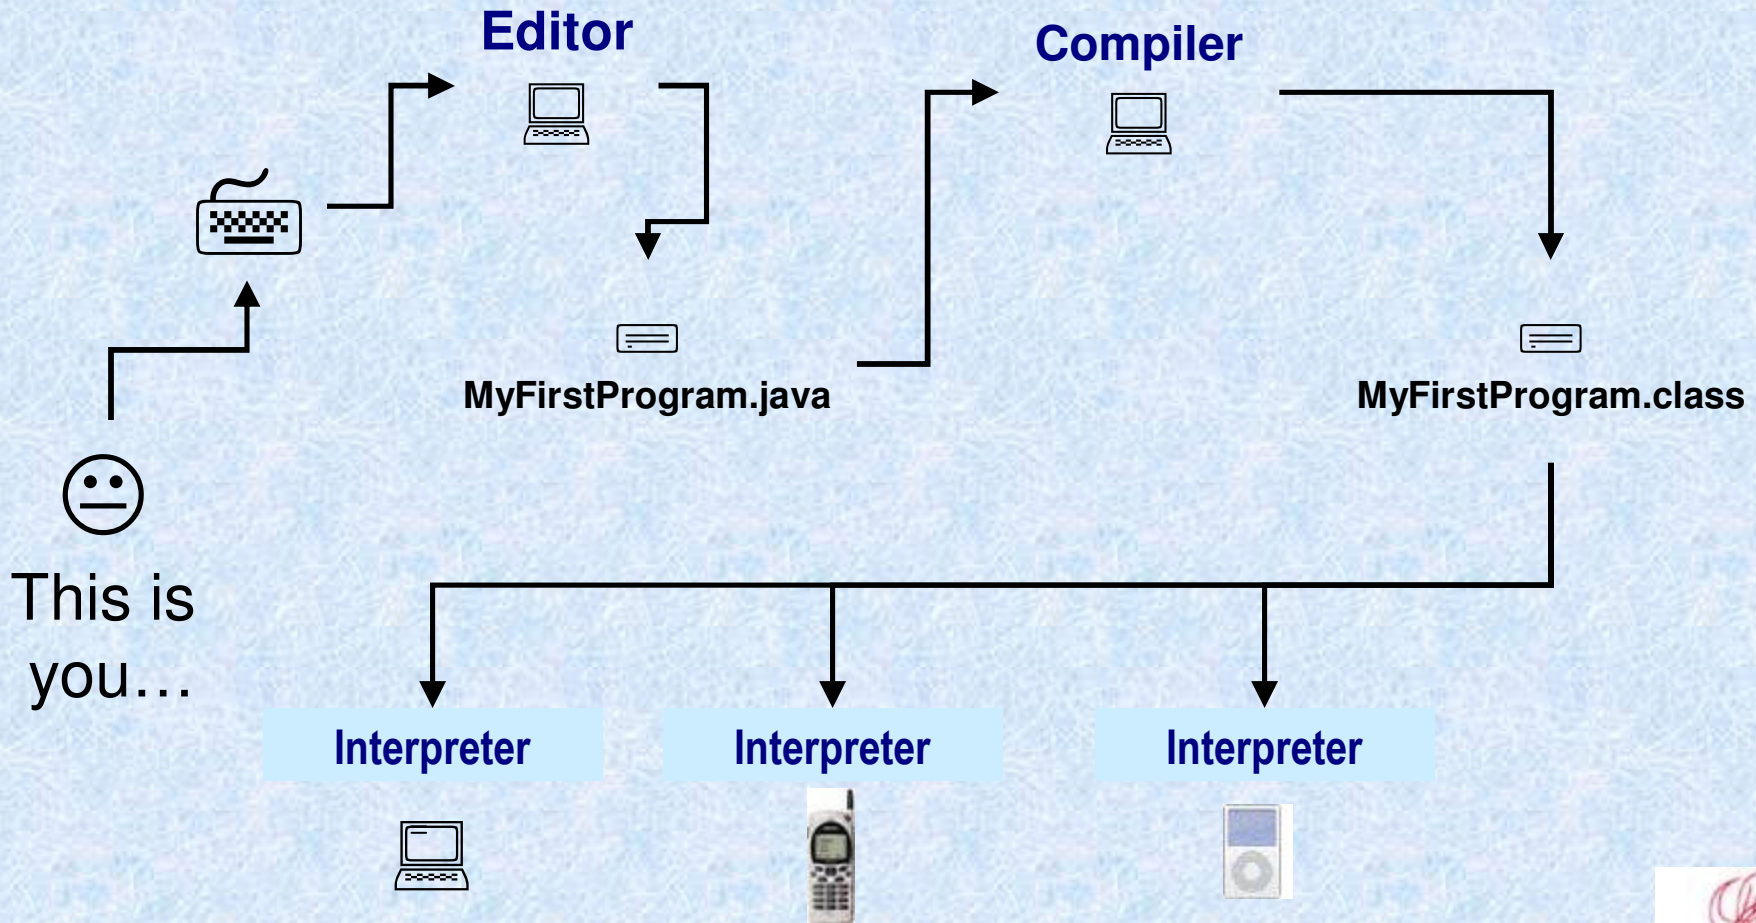 Editor
Compiler
MyFirstProgram.java
MyFirstProgram.class
This is
you…
Interpreter
Interpreter
Interpreter